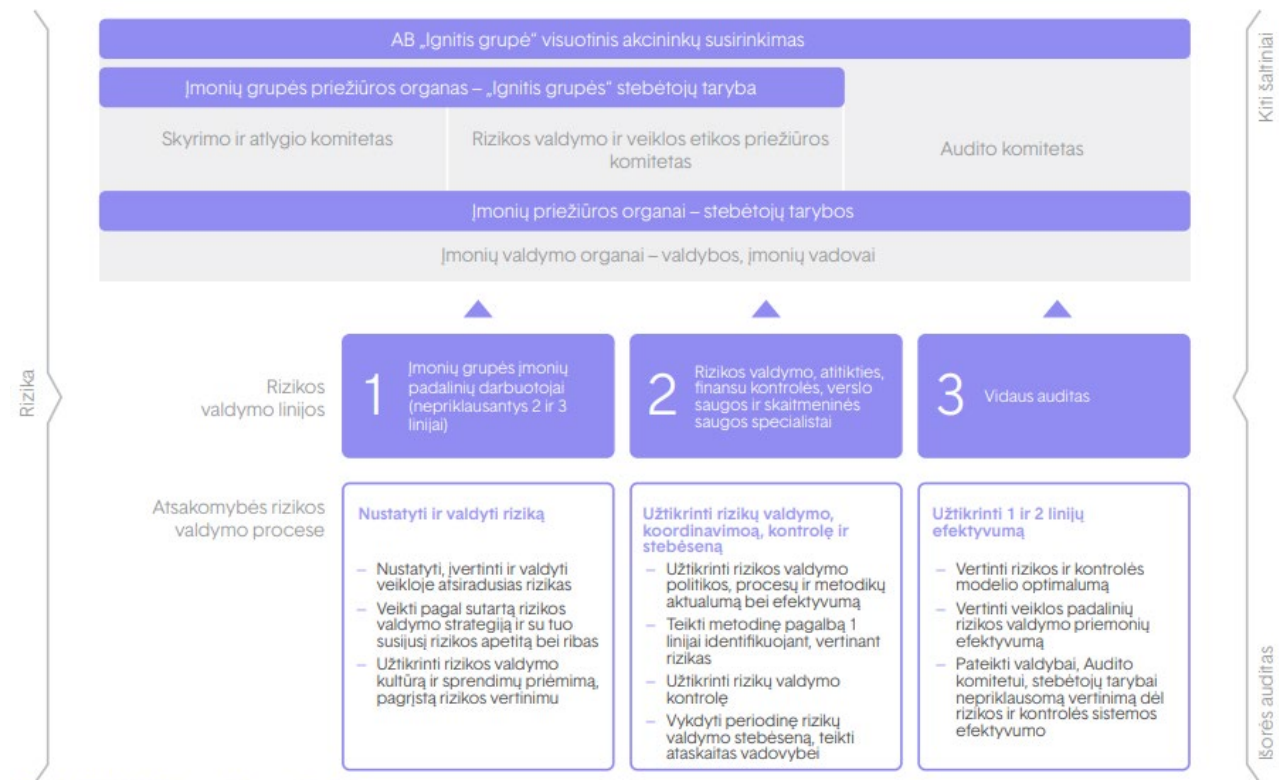 AB „Ignitis grupė“ visuotinis akcininkų susirinkimas
Įmonių grupės priežiūros organas – „Ignitis grupės“ stebėtojų taryba
Skyrimo ir atlygio komitetas
Rizikos valdymo ir veiklos etikos priežiūros
komitetas
Audito komitetas
Įmonių priežiūros organai – stebėtojų tarybos
Įmonių valdymo organai – valdybos, įmonių vadovai
Rizika
Kiti šaltiniai
Išorės auditas
Rizikos
valdymo linijos
1
Įmonių grupės įmonių
padalinių darbuotojai
(nepriklausantys 2 ir 3
linijai)
2
Rizikos valdymo, atitikties,
finansu kontrolės, verslo
saugos ir skaitmeninės
saugos specialistai
3
Vidaus auditas
Atsakomybės rizikos
valdymo procese
Nustatyti ir valdyti riziką
– Nustatyti, įvertinti ir valdyti
veikloje atsiradusias rizikas
– Veikti pagal sutartą rizikos
valdymo strategiją ir su tuo
susijusį rizikos apetitą bei ribas
– Užtikrinti rizikos valdymo
kultūrą ir sprendimų priėmimą,
pagrįstą rizikos vertinimu
Užtikrinti rizikų valdymo,
koordinavimoą, kontrolę ir
stebėseną
– Užtikrinti rizikos valdymo
politikos, procesų ir metodikų
aktualumą bei efektyvumą
– Teikti metodinę pagalbą 1
linijai identifikuojant, vertinant
rizikas
– Užtikrinti rizikų valdymo
kontrolę
– Vykdyti periodinę rizikų
valdymo stebėseną, teikti
ataskaitas vadovybei
Užtikrinti 1 ir 2 linijų
efektyvumą
– Vertinti rizikos ir kontrolės
modelio optimalumą
– Vertinti veiklos padalinių
rizikos valdymo priemonių
efektyvumą
– Pateikti valdybai, Audito
komitetui, stebėtojų tarybai
nepriklausomą vertinimą dėl
rizikos ir kontrolės sistemos
efektyvumo